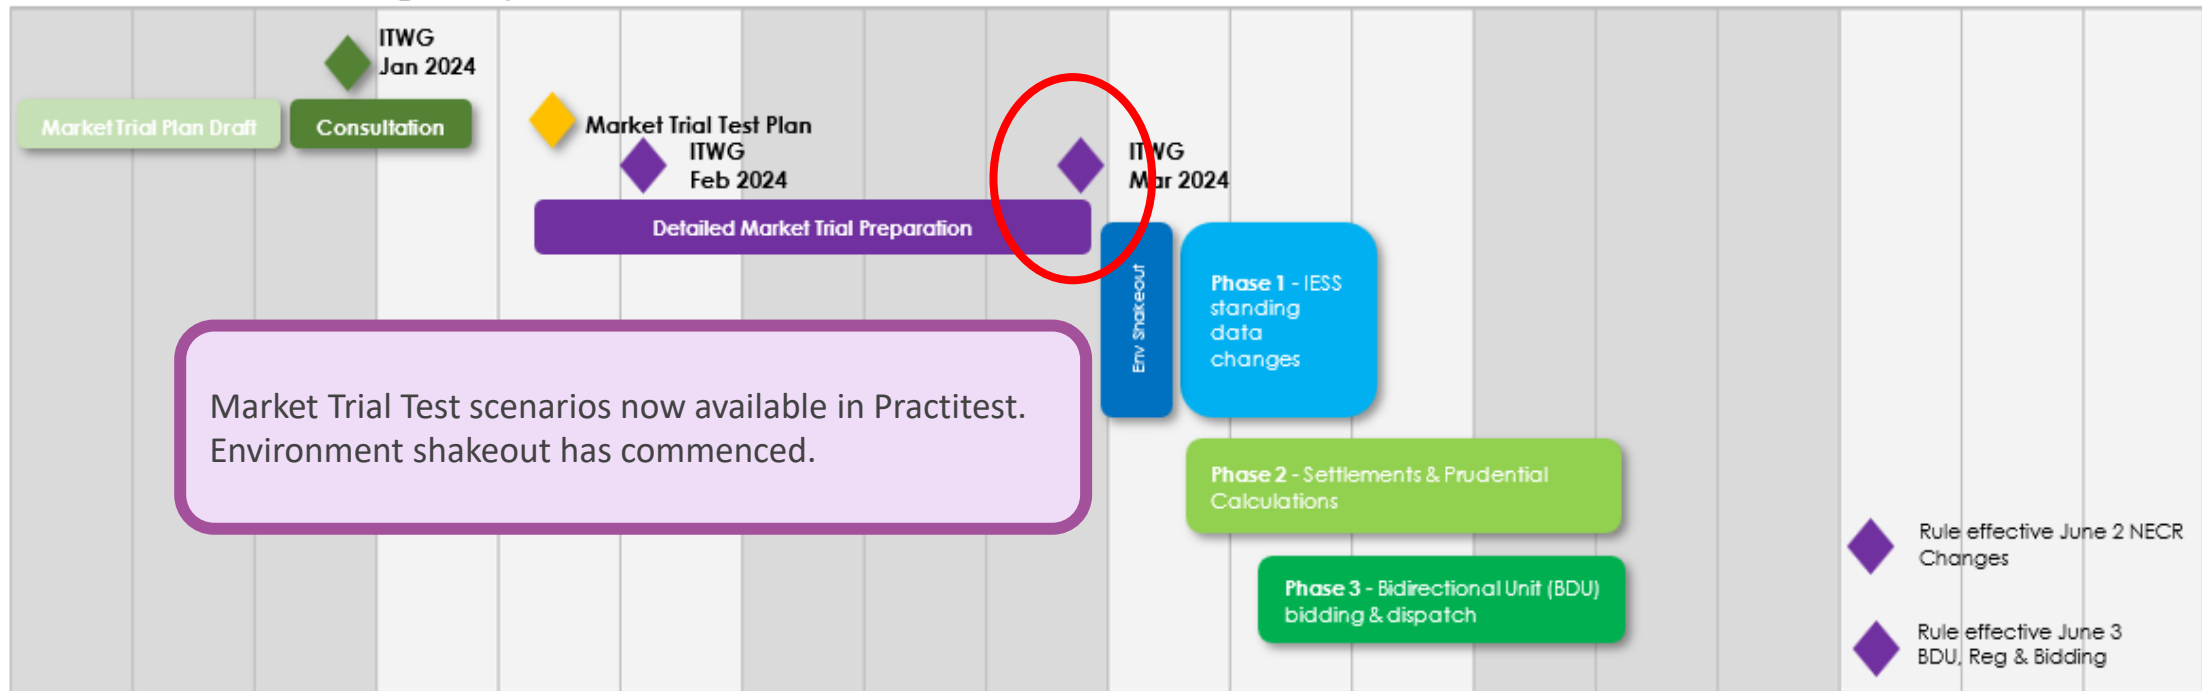 ITWG
Jan 2024
Market Trial Plan Draft
Consultation
Market Trial Test Plan
ITWG
Feb 2024
ITWG
Mar 2024
Detailed Market Trial Preparation
Env Shakeout
Phase 1 - IESS
standing
data
changes
Market Trial Test scenarios now available in Practitest.
Environment shakeout has commenced.
Phase 2 - Settlements & Prudential
Calculations
Rule effective June 2 NECR
Changes
Phase 3 - Bidirectional Unit (BDU)
bidding & dispatch
Rule effective June 3
BDU, Reg & Bidding